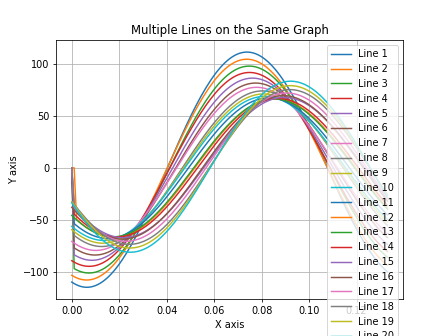 Multiple Lines on the Same Graph
Y axis
100
50
0
−50
−100
0.00
0.02
0.04
0.06
0.08
0.10
X axis
Line 1
Line 2
Line 3
Line 4
Line 5
Line 6
Line 7
Line 8
Line 9
Line 10
Line 11
Line 12
Line 13
Line 14
Line 15
Line 16
Line 17
Line 18
Line 19
Line 20